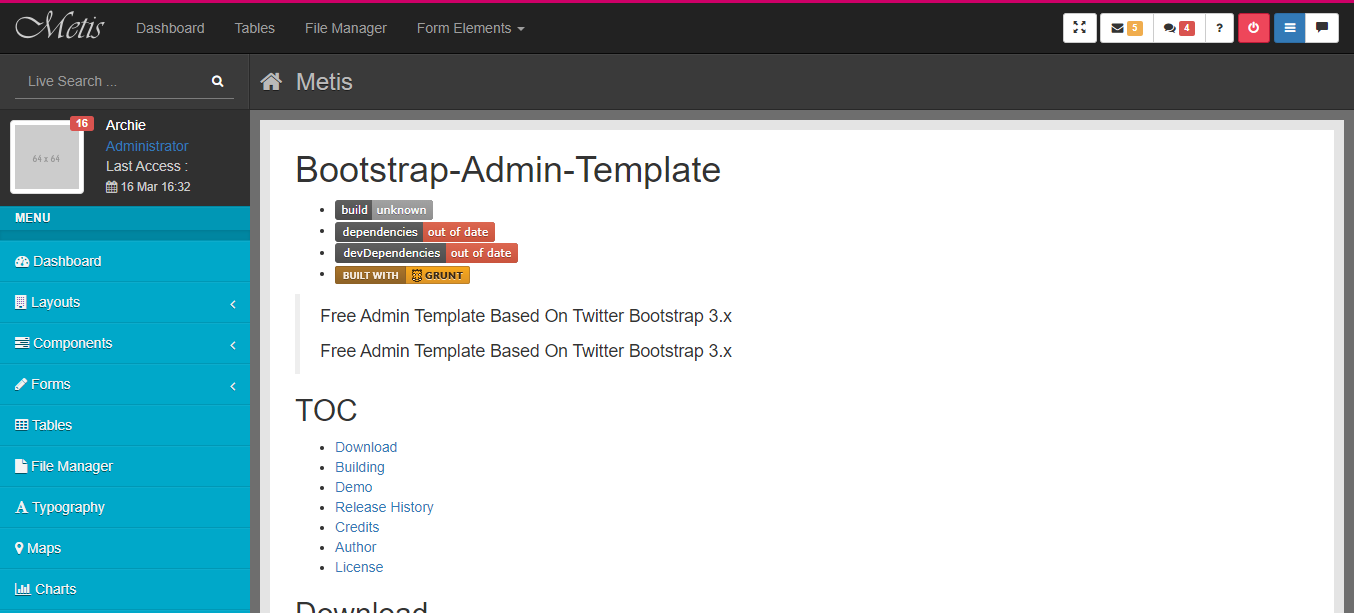 Metis Dashboard Tables File Manager Form Elements 5 4 ?
Live Search ...
Metis
16
64 x 64
Archie
Administrator
Last Access :
16 Mar 16:32
MENU
Dashboard
Layouts
Components
Forms
Tables
File Manager
Typography
Maps
Charts
Bootstrap-Admin-Template
build unknown
dependencies out of date
devDependencies out of date
BUILT WITH GRUNT
Free Admin Template Based On Twitter Bootstrap 3.x
Free Admin Template Based On Twitter Bootstrap 3.x
TOC
Download
Building
Demo
Release History
Credits
Author
License
Download